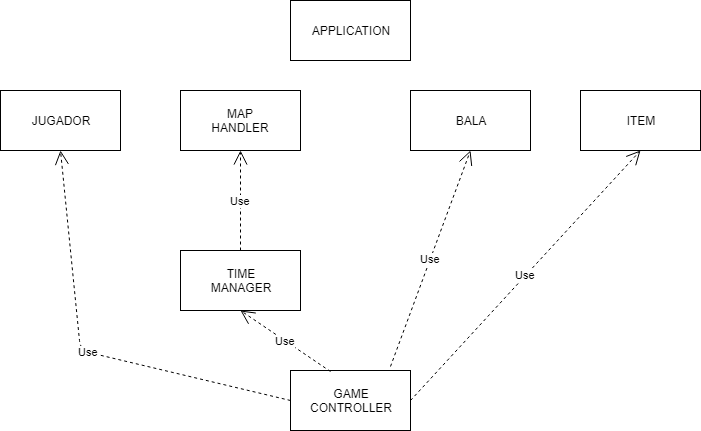 APPLICATION
JUGADOR
MAP
HANDLER
BALA
ITEM
Use
Use
Use
TIME
MANAGER
Use
Use
GAME
CONTROLLER